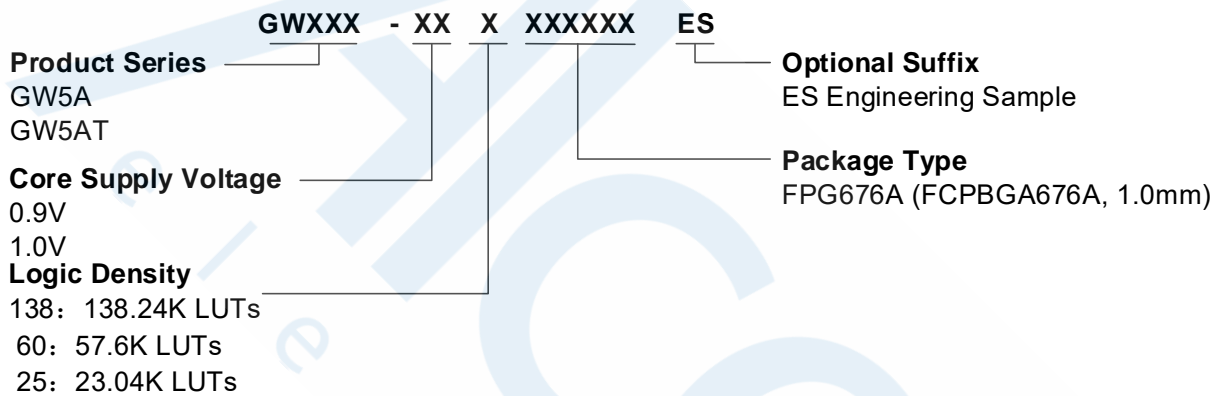 GWXXX - XX X XXXXXX ES
Product Series
GW5A
GW5AT
Core Supply Voltage
0.9V
1.0V
Logic Density
138：138.24K LUTs
60：57.6K LUTs
25：23.04K LUTs
Optional Suffix
ES Engineering Sample
Package Type
FPG676A (FCPBGA676A, 1.0mm)